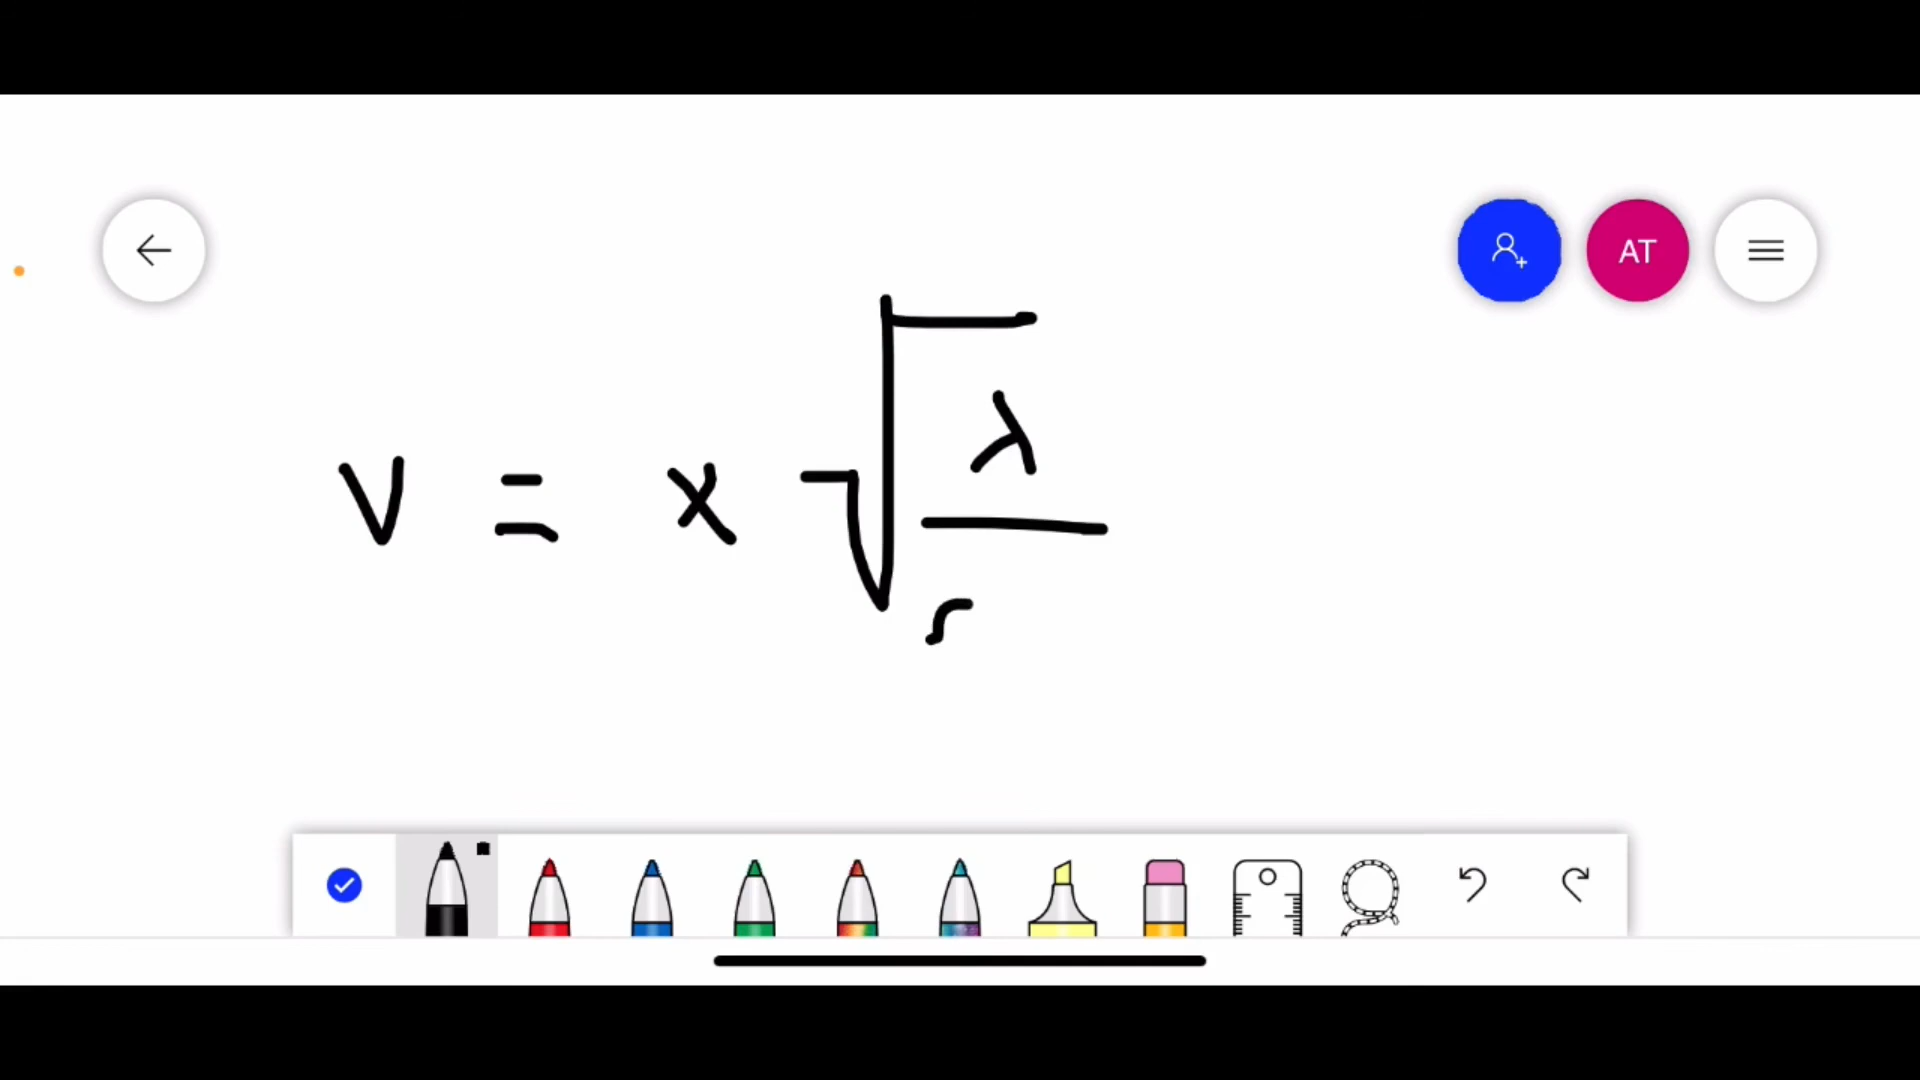 AT
V = x √ λ / r